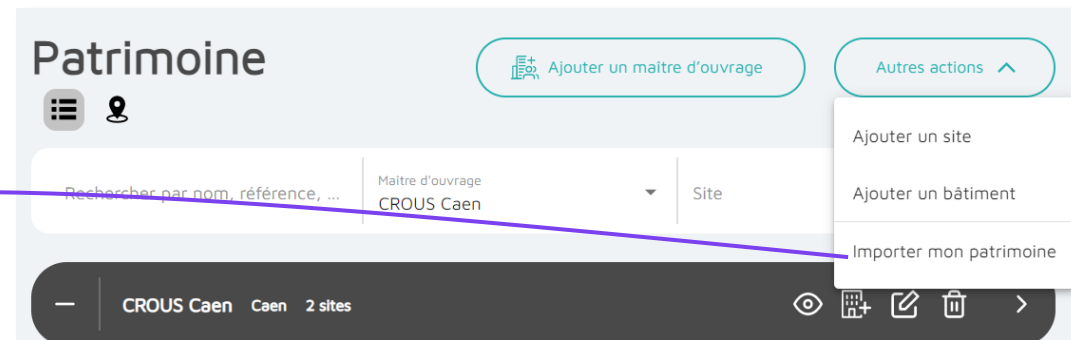 Patrimoine
Ajouter un maitre d'ouvrage
Autres actions
Ajouter un site
Ajouter un bâtiment
Importer mon patrimoine
Rechercher par nom, référence, ...
Maitre d'ouvrage
CROUS Caen
Site
CROUS Caen Caen 2 sites